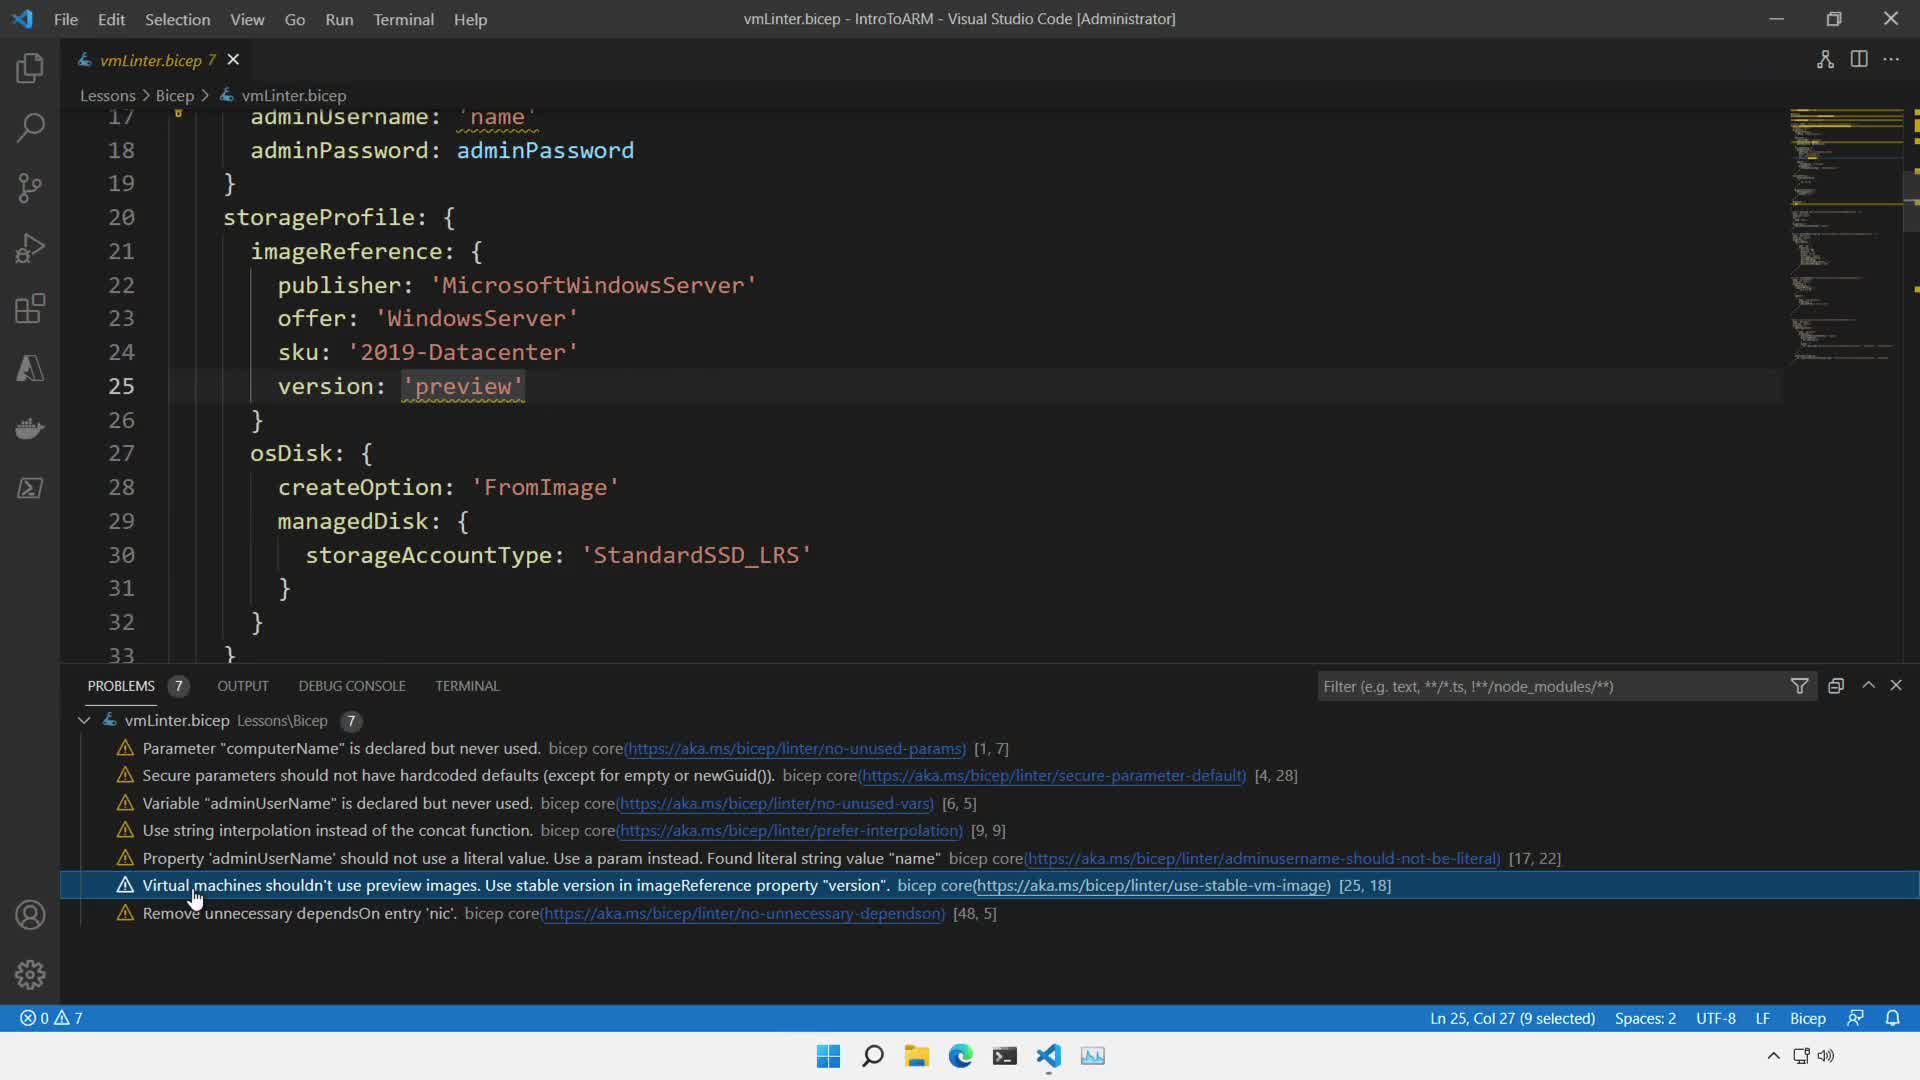 File Edit Selection View Go Run Terminal Help
vmLinter.bicep - IntroToARM - Visual Studio Code [Administrator]
vmLinter.bicep 7
Lessons > Bicep > vmLinter.bicep
17 adminUsername: 'name'
18 adminPassword: adminPassword
19 }
20 storageProfile: {
21 imageReference: {
22 publisher: 'MicrosoftWindowsServer'
23 offer: 'WindowsServer'
24 sku: '2019-Datacenter'
25 version: 'preview'
26 }
27 osDisk: {
28 createOption: 'FromImage'
29 managedDisk: {
30 storageAccountType: 'StandardSSD_LRS'
31 }
32 }
33 }
PROBLEMS 7 OUTPUT DEBUG CONSOLE TERMINAL
Filter (e.g. text, **/*.ts, !**/node_modules/**)
vmLinter.bicep Lessons\Bicep 7
Parameter "computerName" is declared but never used. bicep core(https://aka.ms/bicep/linter/no-unused-params) [1, 7]
Secure parameters should not have hardcoded defaults (except for empty or newGuid()). bicep core(https://aka.ms/bicep/linter/secure-parameter-default) [4, 28]
Variable "adminUserName" is declared but never used. bicep core(https://aka.ms/bicep/linter/no-unused-vars) [6, 5]
Use string interpolation instead of the concat function. bicep core(https://aka.ms/bicep/linter/prefer-interpolation) [9, 9]
Property 'adminUserName' should not use a literal value. Use a param instead. Found literal string value "name" bicep core(https://aka.ms/bicep/linter/adminusername-should-not-be-literal) [17, 22]
Virtual machines shouldn't use preview images. Use stable version in imageReference property "version". bicep core(https://aka.ms/bicep/linter/use-stable-vm-image) [25, 18]
Remove unnecessary dependsOn entry 'nic'. bicep core(https://aka.ms/bicep/linter/no-unnecessary-dependson) [48, 5]
0 7
Ln 25, Col 27 (9 selected) Spaces: 2 UTF-8 LF Bicep